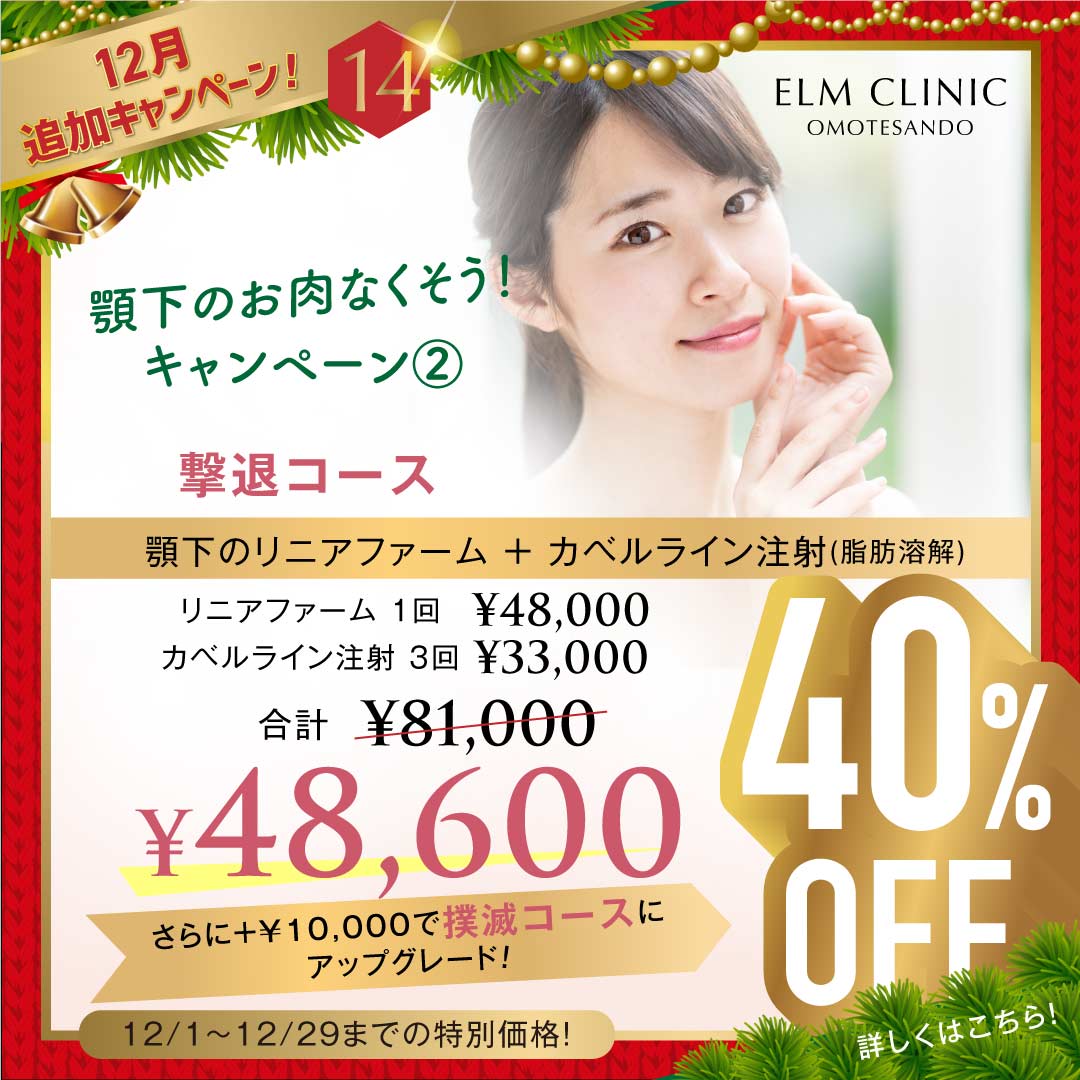 12月
追加キャンペーン!
14
ELM CLINIC
OMOTESANDO
顎下のお肉なくそう!
キャンペーン②
撃退コース
顎下のリニアファーム + カベルライン注射(脂肪溶解)
リニアファーム 1回 ¥48,000
カベルライン注射 3回 ¥33,000
合計 ¥81,000
¥48,600
40%
OFF
さらに+¥10,000で撲滅コースに
アップグレード!
12/1~12/29までの特別価格!
詳しくはこちら!